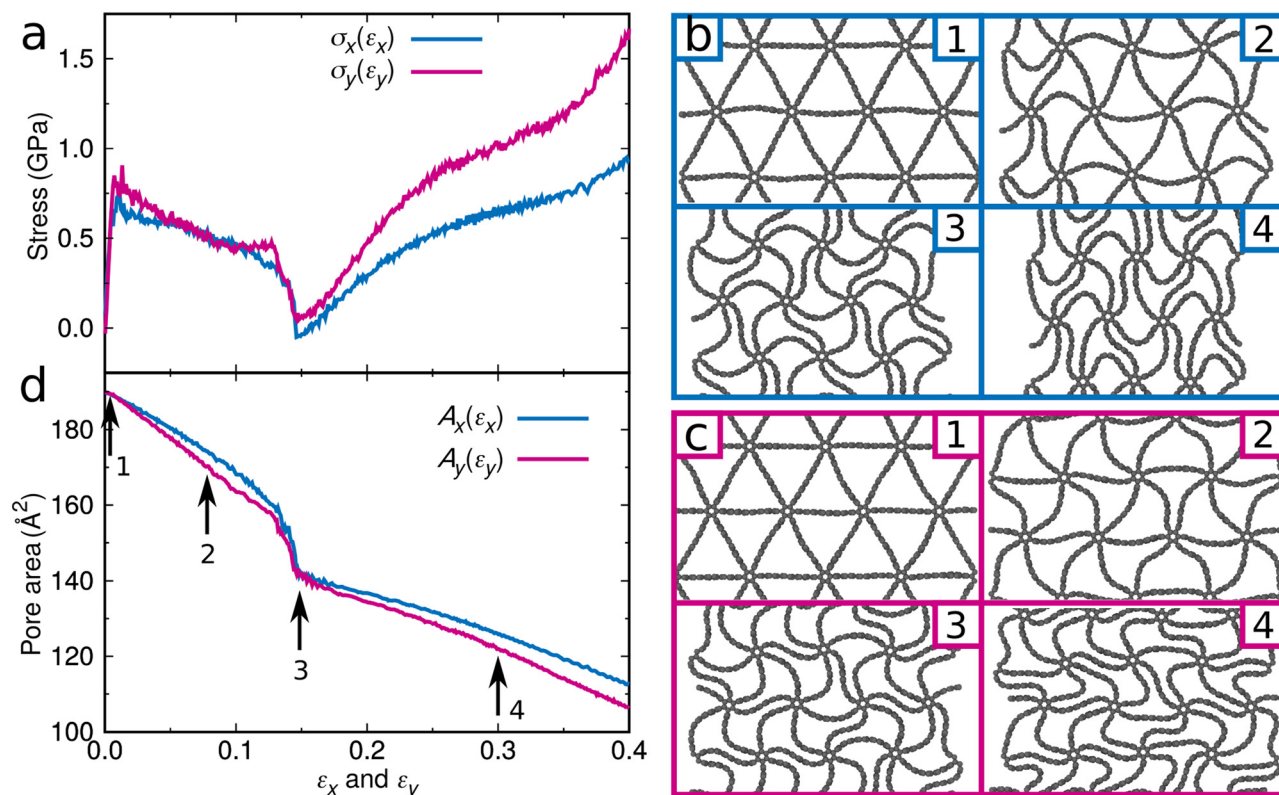 a
σx(εx)
σy(εy)
1.5
1.0
0.5
0.0
Stress (GPa)
d
Ax(εx)
Ay(εy)
180
160
140
120
100
Pore area (Å²)
1
2
3
4
0.0 0.1 0.2 0.3 0.4
εx and εy
b
1
2
3
4
c
1
2
3
4